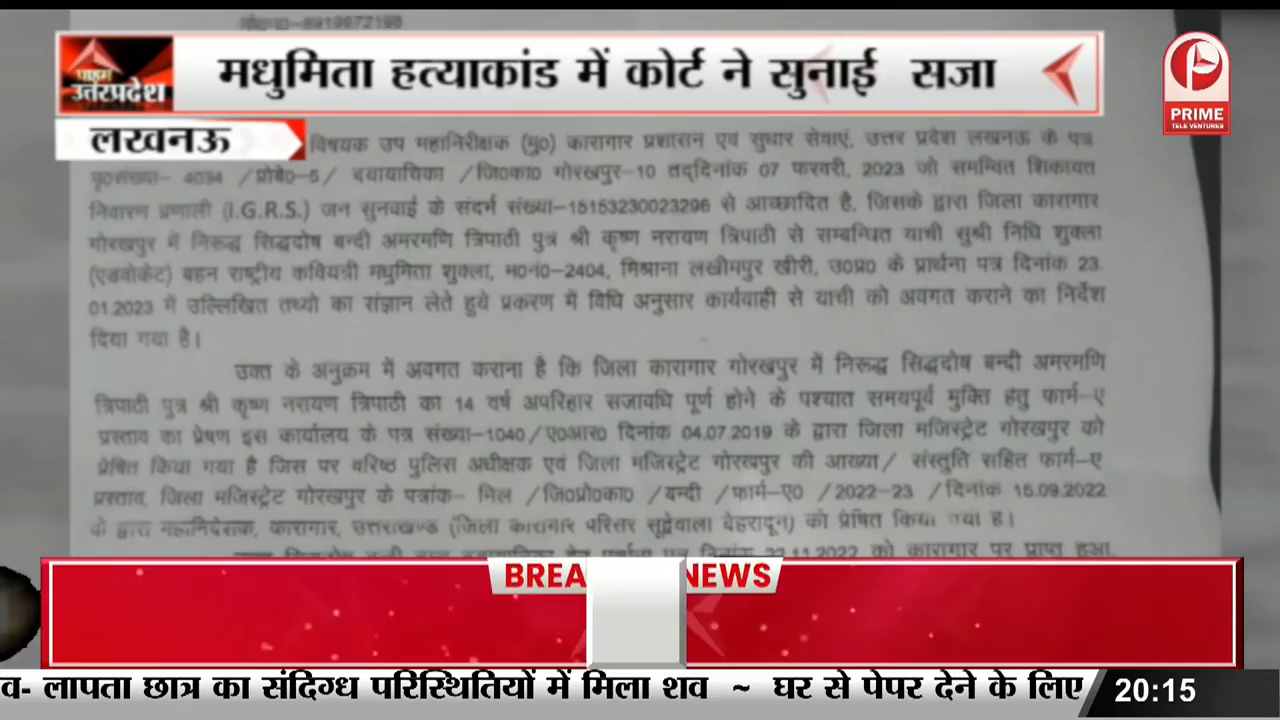 मधुमिता हत्याकांड में कोर्ट ने सुनाई सजा
प्राइम
उत्तरप्रदेश
PRIME
TELE VENTURES
लखनऊ
विषयक उप महानिरीक्षक (मु०) कारागार प्रशासन एवं सुधार सेवाएं, उत्तर प्रदेश लखनऊ के पत्र
पृ०संख्या- 4034 /प्रोबे०-5/ दयायाचिका /जि०का० गोरखपुर-10 तद्दिनांक 07 फरवरी, 2023 जो समन्वित शिकायत
निवारण प्रणाली (I.G.R.S.) जन सुनवाई के संदर्भ संख्या-15153230023296 से आच्छादित है, जिसके द्वारा जिला कारागार
गोरखपुर में निरूद्ध सिद्धदोष बन्दी अमरमणि त्रिपाठी पुत्र श्री कृष्ण नरायण त्रिपाठी से सम्बन्धित याची सुश्री निधि शुक्ला
(एडवोकेट) बहन राष्ट्रीय कवियत्री मधुमिता शुक्ला, म०नं०-2404, मिश्राना लखीमपुर खीरी, उ०प्र० के प्रार्थना पत्र दिनांक 23.
01.2023 में उल्लिखित तथ्यो का संज्ञान लेते हुये प्रकरण में विधि अनुसार कार्यवाही से याची को अवगत कराने का निर्देश
दिया गया है।
उक्त के अनुक्रम में अवगत कराना है कि जिला कारागार गोरखपुर में निरूद्ध सिद्धदोष बन्दी अमरमणि
त्रिपाठी पुत्र श्री कृष्ण नरायण त्रिपाठी का 14 वर्ष अपरिहार सजावधि पूर्ण होने के पश्यात समयपूर्व मुक्ति हेतु फार्म-ए
प्रस्ताव का प्रेषण इस कार्यालय के पत्र संख्या-1040/ए०आर० दिनांक 04.07.2019 के द्वारा जिला मजिस्ट्रेट गोरखपुर को
प्रेषित किया गया है जिस पर वरिष्ठ पुलिस अधीक्षक एवं जिला मजिस्ट्रेट गोरखपुर की आख्या/ संस्तुति सहित फार्म-ए
प्रस्ताव, जिला मजिस्ट्रेट गोरखपुर के पत्रांक- निल /जि०प्रो०का० /बन्दी /फार्म-ए० /2022-23 /दिनांक 15.09.2022
के द्वारा महानिदेशक, कारागार, उत्तराखण्ड (जिला कारागार परिसर सुद्वेवाला देहरादून) को प्रेषित किया गया है।
22.11.2022 को कारागार पर प्राप्त हुआ,
BREA NEWS
व- लापता छात्र का संदिग्ध परिस्थितियों में मिला शव ~ घर से पेपर देने के लिए
20:15